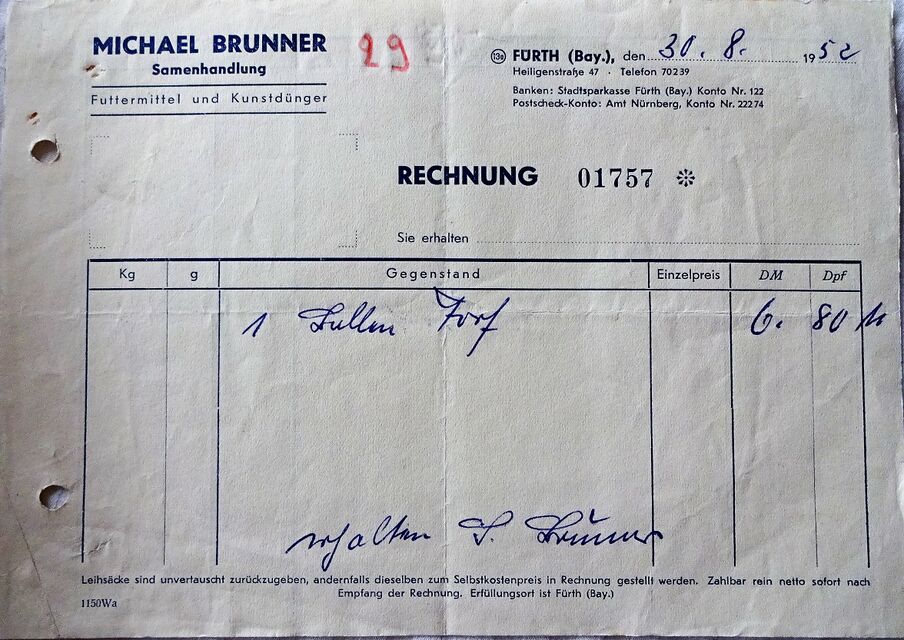 MICHAEL BRUNNER
Samenhandlung
Futtermittel und Kunstdünger
29
13a FÜRTH (Bay.), den 30. 8. 1952
Heiligenstraße 47 · Telefon 70239
Banken: Stadtsparkasse Fürth (Bay.) Konto Nr. 122
Postscheck-Konto: Amt Nürnberg, Konto Nr. 22274
RECHNUNG 01757
Sie erhalten
Kg g Gegenstand Einzelpreis DM Dpf
1 Ballen Torf 6. 80
erhalten Brunner
Leihsäcke sind unvertauscht zurückzugeben, andernfalls dieselben zum Selbstkostenpreis in Rechnung gestellt werden. Zahlbar rein netto sofort nach
Empfang der Rechnung. Erfüllungsort ist Fürth (Bay.)
1150Wa